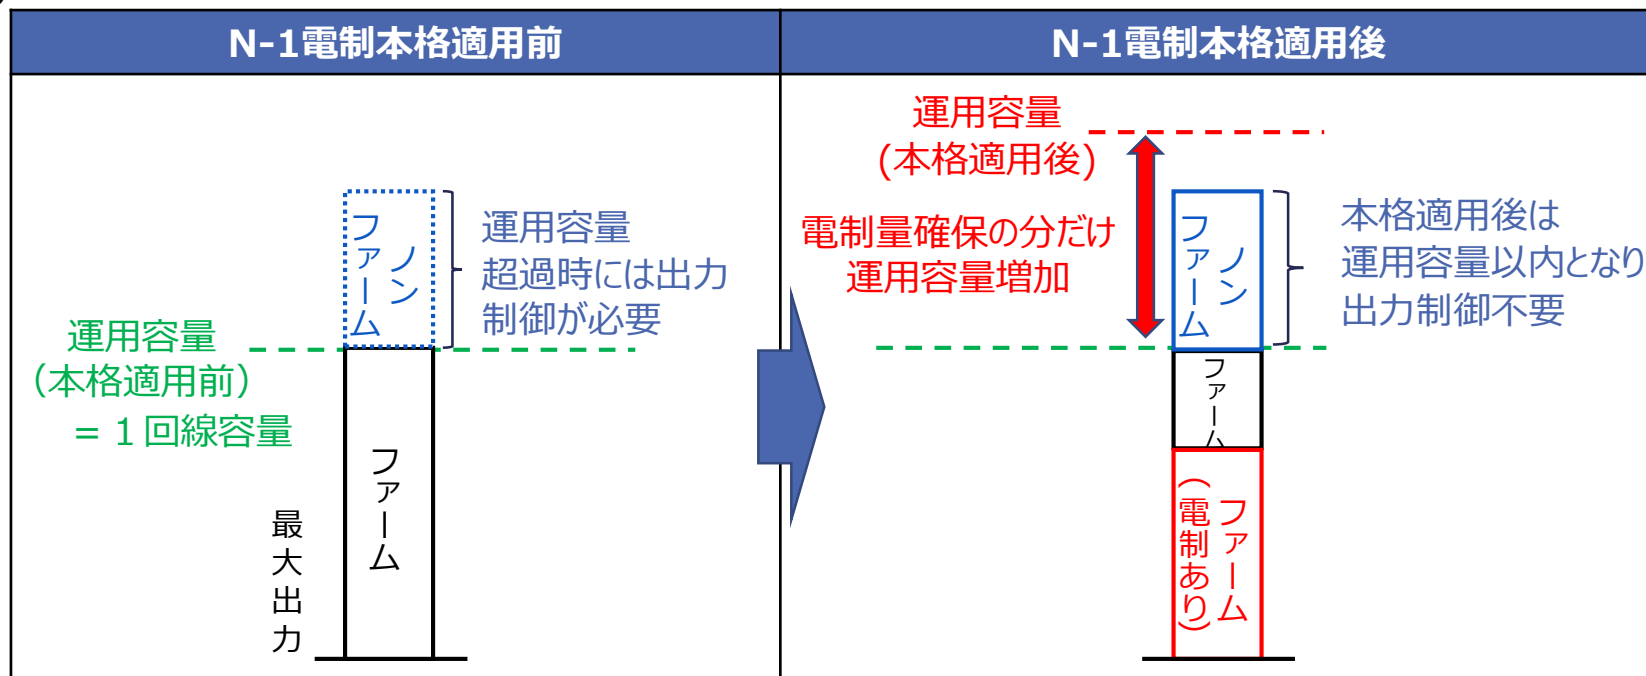 N-1電制本格適用前
N-1電制本格適用後
ノン
ファーム
運用容量
超過時には出力
制御が必要
運用容量
(本格適用前)
= 1回線容量
ファーム
最大出力
運用容量
(本格適用後)
電制量確保の分だけ
運用容量増加
ノン
ファーム
本格適用後は
運用容量以内となり
出力制御不要
ファーム
ファーム
(電制あり)